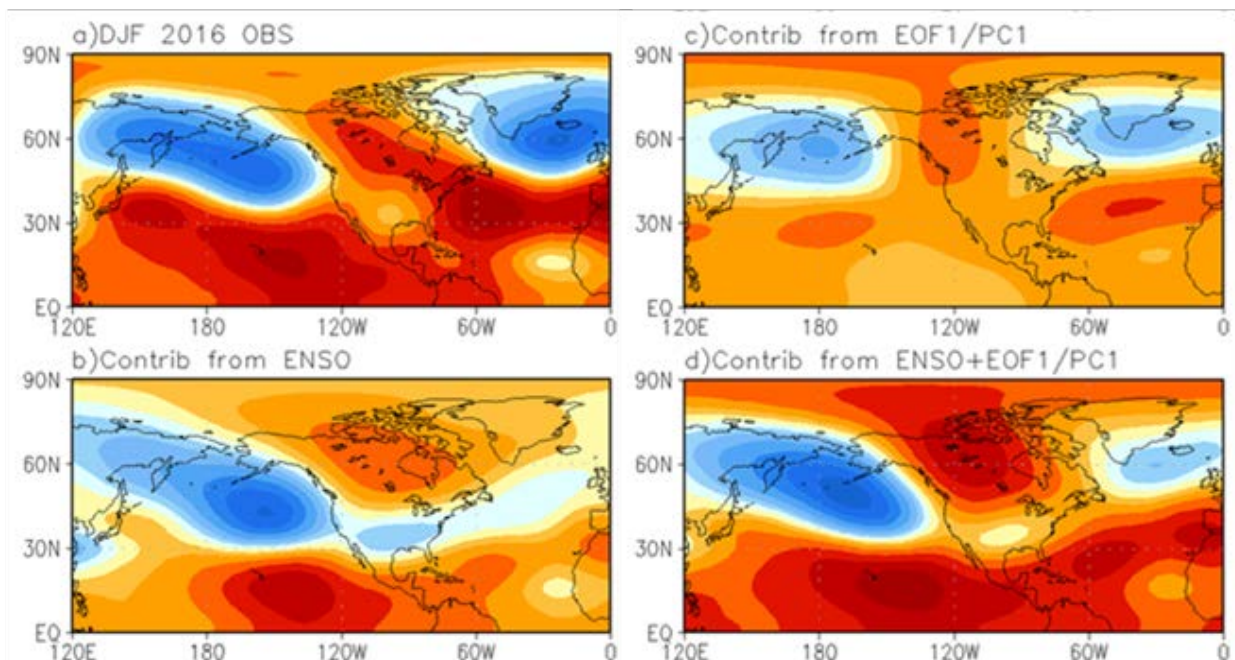 a)DJF 2016 OBS
90N
60N
30N
EQ
120E 180 120W 60W 0
b)Contrib from ENSO
90N
60N
30N
EQ
120E 180 120W 60W 0
c)Contrib from EOF1/PC1
90N
60N
30N
EQ
120E 180 120W 60W 0
d)Contrib from ENSO+EOF1/PC1
90N
60N
30N
EQ
120E 180 120W 60W 0